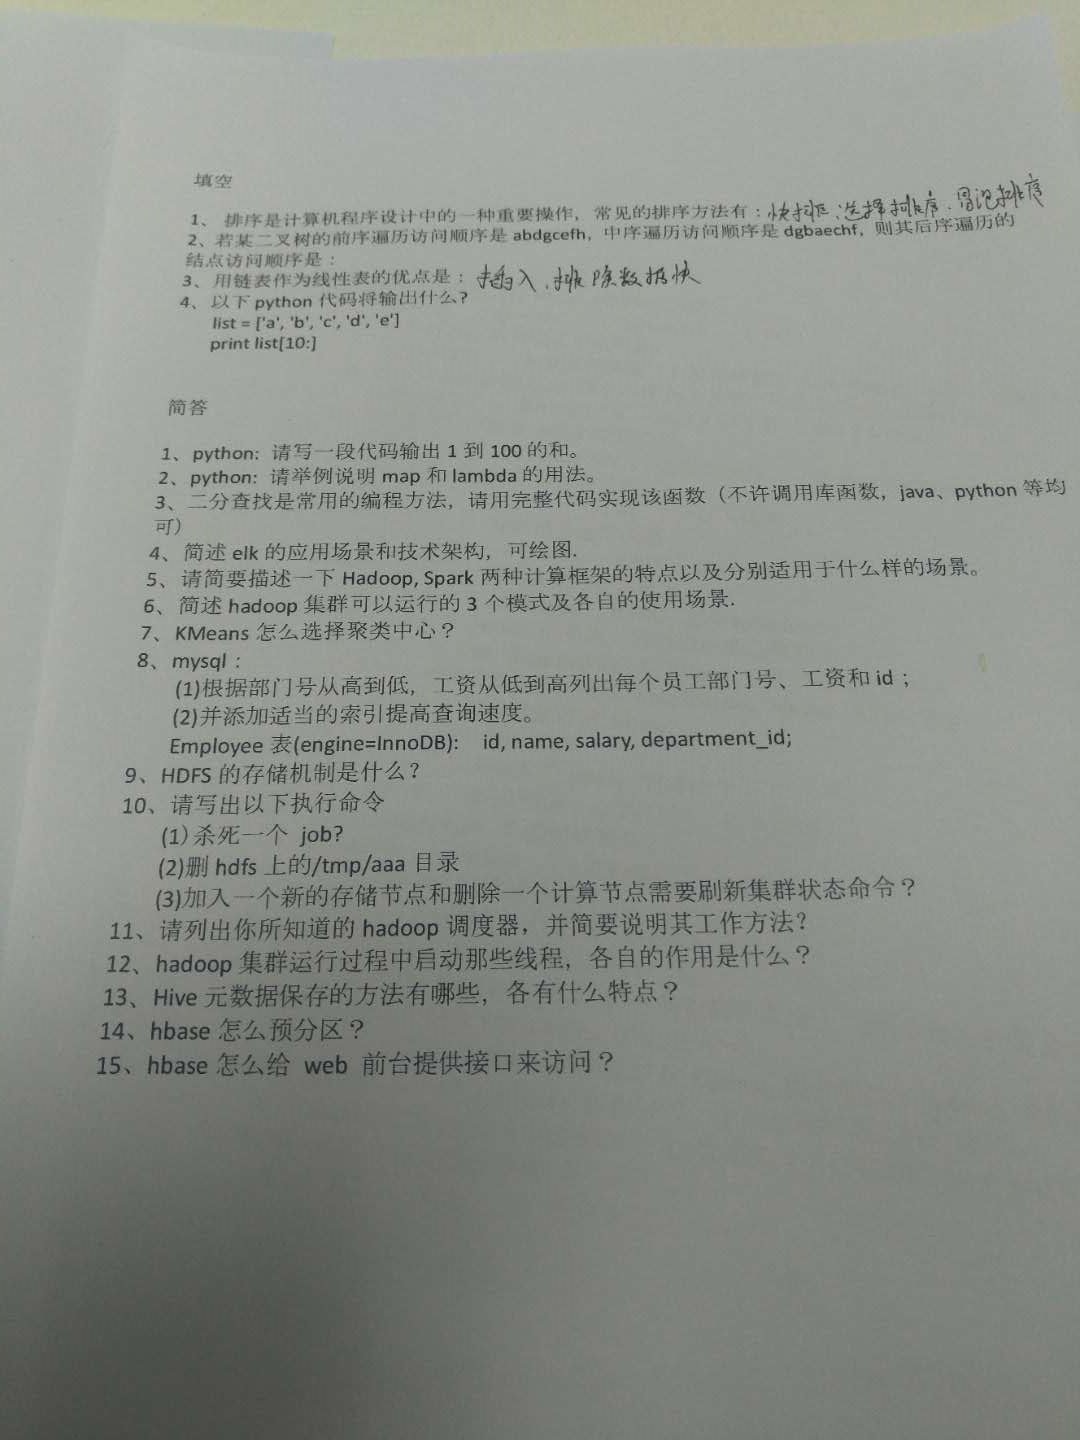 填空
1、 排序是计算机程序设计中的一种重要操作，常见的排序方法有：快排、选择排序、冒泡排序
2、若某二叉树的前序遍历访问顺序是 abdgcefh，中序遍历访问顺序是 dgbaechf，则其后序遍历的
结点访问顺序是：
3、用链表作为线性表的优点是：插入、排除数据快
4、以下 python 代码将输出什么?
list = ['a', 'b', 'c', 'd', 'e']
print list[10:]
简答
1、python: 请写一段代码输出 1 到 100 的和。
2、python: 请举例说明 map 和 lambda 的用法。
3、二分查找是常用的编程方法，请用完整代码实现该函数（不许调用库函数，java、python 等均
可）
4、简述 elk 的应用场景和技术架构，可绘图.
5、请简要描述一下 Hadoop, Spark 两种计算框架的特点以及分别适用于什么样的场景。
6、简述 hadoop 集群可以运行的 3 个模式及各自的使用场景.
7、KMeans 怎么选择聚类中心？
8、mysql：
(1)根据部门号从高到低，工资从低到高列出每个员工部门号、工资和 id；
(2)并添加适当的索引提高查询速度。
Employee 表(engine=InnoDB): id, name, salary, department_id;
9、HDFS 的存储机制是什么？
10、请写出以下执行命令
(1)杀死一个 job?
(2)删 hdfs 上的/tmp/aaa 目录
(3)加入一个新的存储节点和删除一个计算节点需要刷新集群状态命令？
11、请列出你所知道的 hadoop 调度器，并简要说明其工作方法？
12、hadoop 集群运行过程中启动那些线程，各自的作用是什么？
13、Hive 元数据保存的方法有哪些，各有什么特点？
14、hbase 怎么预分区？
15、hbase 怎么给 web 前台提供接口来访问？